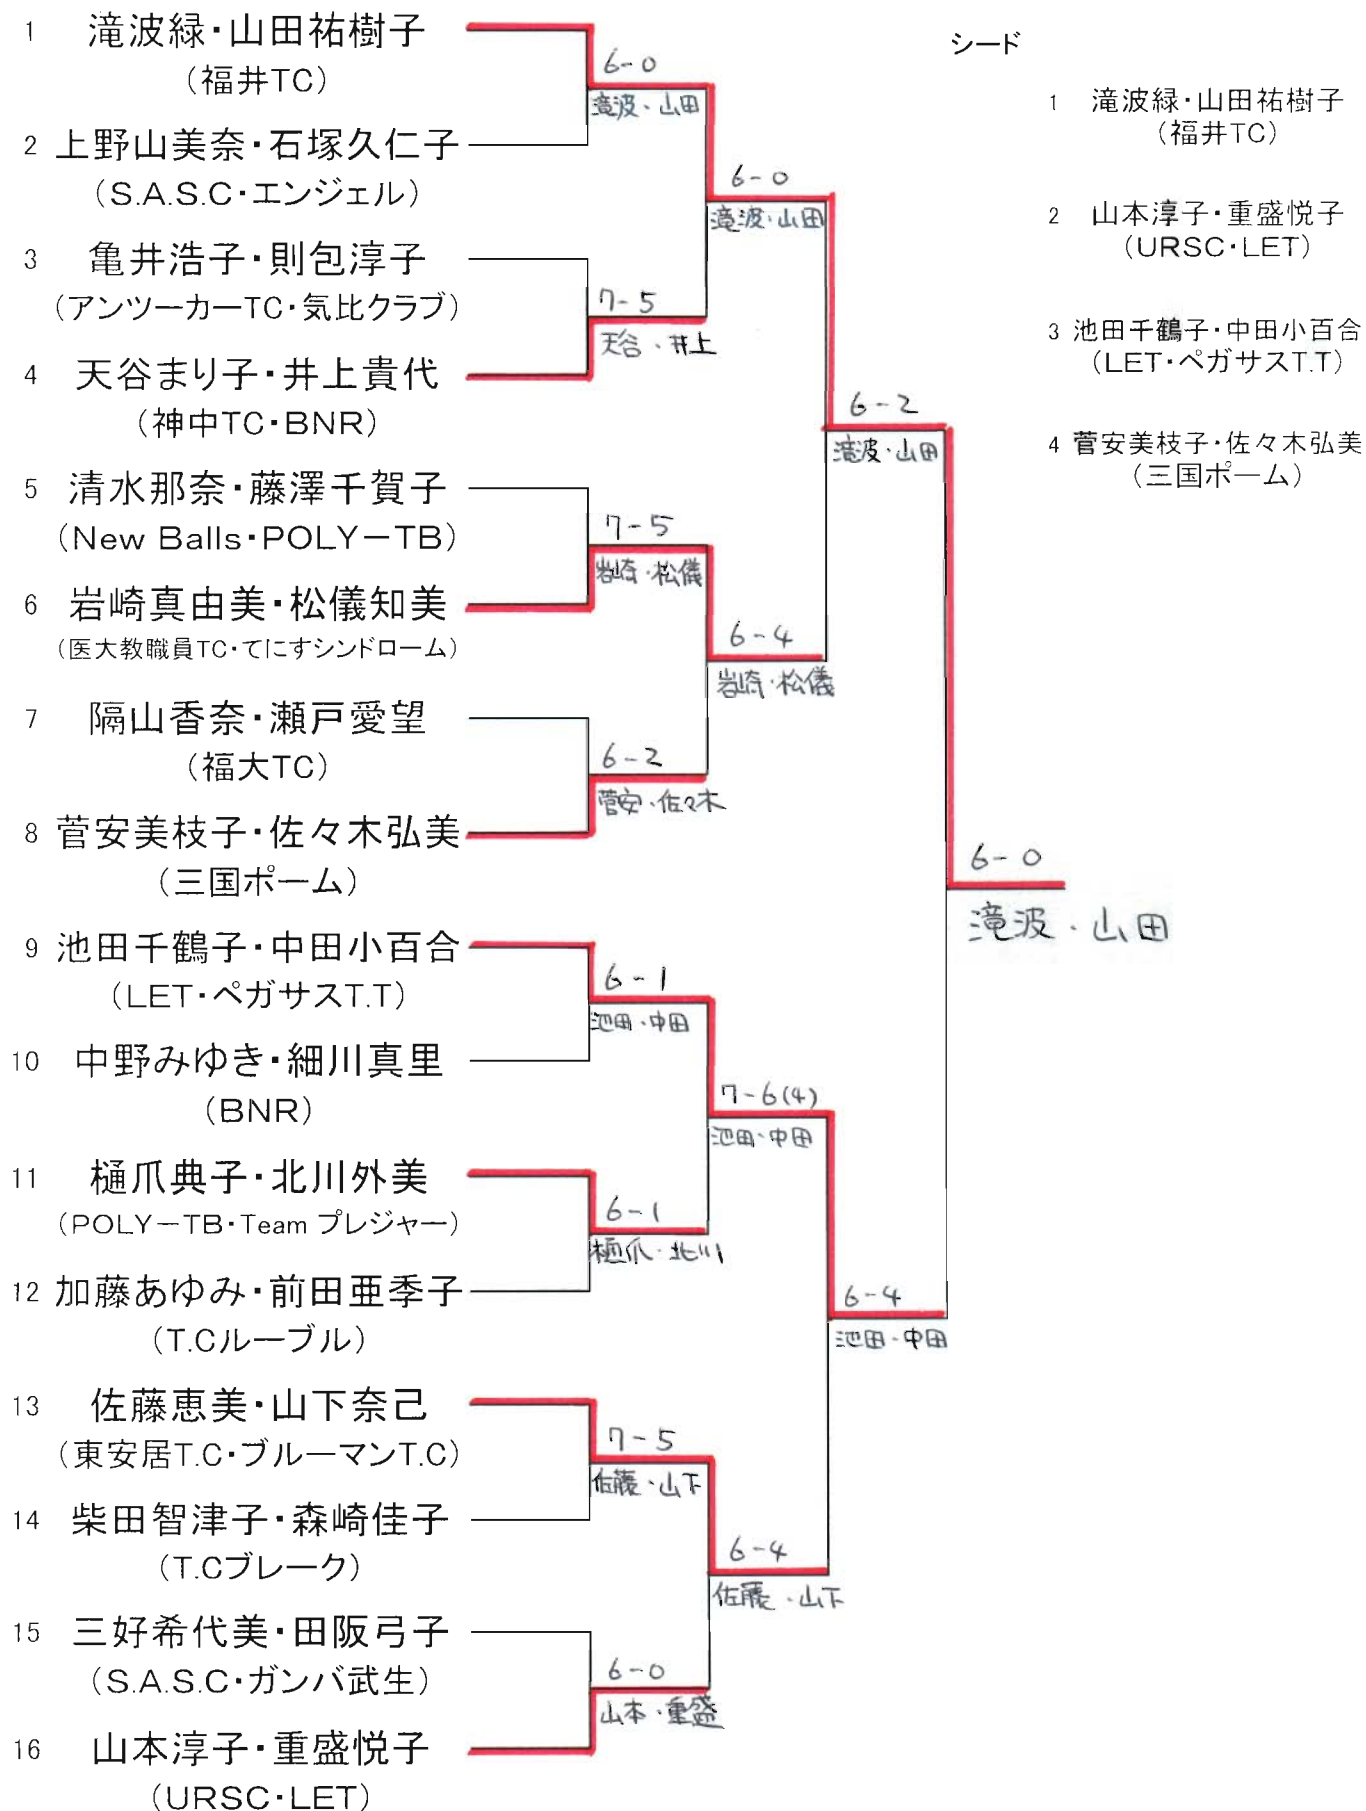 1 滝波緑・山田祐樹子
（福井TC）
2 上野山美奈・石塚久仁子
（S.A.S.C・エンジェル）
3 亀井浩子・則包淳子
（アンツーカーTC・気比クラブ）
4 天谷まり子・井上貴代
（神中TC・BNR）
5 清水那奈・藤澤千賀子
（New Balls・POLY－TB）
6 岩崎真由美・松儀知美
（医大教職員TC・てにすシンドローム）
7 隔山香奈・瀬戸愛望
（福大TC）
8 菅安美枝子・佐々木弘美
（三国ポーム）
9 池田千鶴子・中田小百合
（LET・ペガサスT.T）
10 中野みゆき・細川真里
（BNR）
11 樋爪典子・北川外美
（POLY－TB・Team プレジャー）
12 加藤あゆみ・前田亜季子
（T.Cルーブル）
13 佐藤恵美・山下奈己
（東安居T.C・ブルーマンT.C）
14 柴田智津子・森崎佳子
（T.Cブレーク）
15 三好希代美・田阪弓子
（S.A.S.C・ガンバ武生）
16 山本淳子・重盛悦子
（URSC・LET）
6-0
滝波・山田
7-5
天谷・井上
7-5
岩崎・松儀
6-2
菅安・佐々木
6-1
池田・中田
6-1
樋爪・北川
7-5
佐藤・山下
6-0
山本・重盛
6-0
滝波・山田
6-4
岩崎・松儀
7-6(4)
池田・中田
6-4
佐藤・山下
6-2
滝波・山田
6-4
池田・中田
6-0
滝波・山田
シード
1 滝波緑・山田祐樹子
（福井TC）
2 山本淳子・重盛悦子
（URSC・LET）
3 池田千鶴子・中田小百合
（LET・ペガサスT.T）
4 菅安美枝子・佐々木弘美
（三国ポーム）